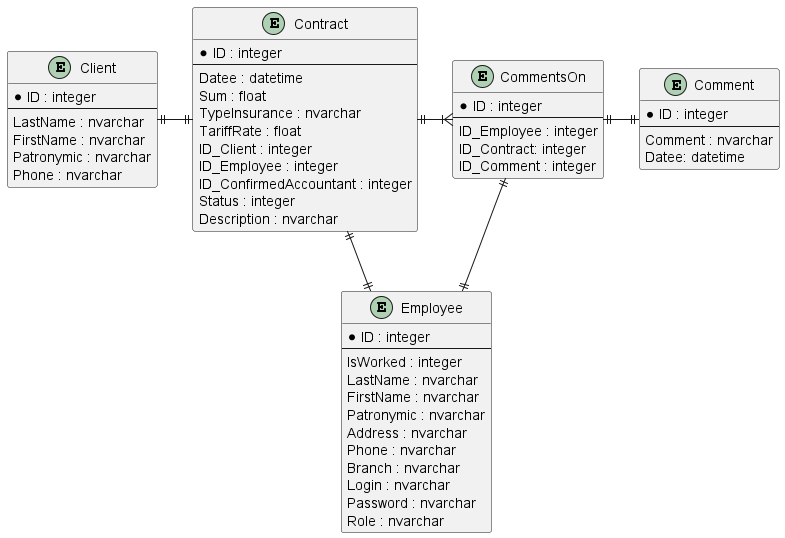 E Client
* ID : integer
LastName : nvarchar
FirstName : nvarchar
Patronymic : nvarchar
Phone : nvarchar
E Contract
* ID : integer
Datee : datetime
Sum : float
TypeInsurance : nvarchar
TariffRate : float
ID_Client : integer
ID_Employee : integer
ID_ConfirmedAccountant : integer
Status : integer
Description : nvarchar
E CommentsOn
* ID : integer
ID_Employee : integer
ID_Contract: integer
ID_Comment : integer
E Comment
* ID : integer
Comment : nvarchar
Datee: datetime
E Employee
* ID : integer
IsWorked : integer
LastName : nvarchar
FirstName : nvarchar
Patronymic : nvarchar
Address : nvarchar
Phone : nvarchar
Branch : nvarchar
Login : nvarchar
Password : nvarchar
Role : nvarchar